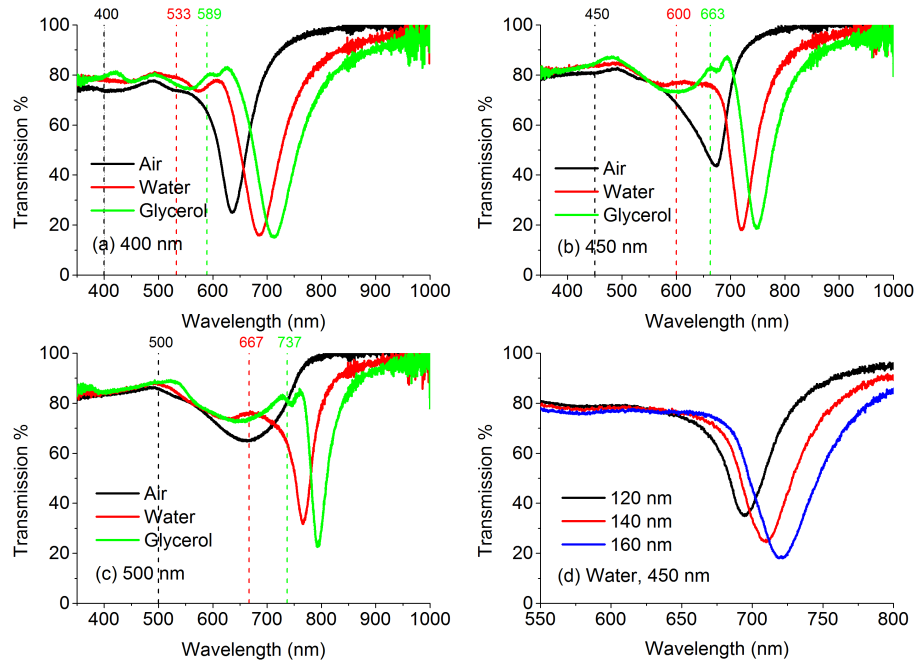 400 533 589
100
80
60
40
20
0
Transmission %
Air
Water
Glycerol
(a) 400 nm
400 500 600 700 800 900 1000
Wavelength (nm)
450 600 663
100
80
60
40
20
0
Transmission %
Air
Water
Glycerol
(b) 450 nm
400 500 600 700 800 900 1000
Wavelength (nm)
500 667 737
100
80
60
40
20
0
Transmission %
Air
Water
Glycerol
(c) 500 nm
400 500 600 700 800 900 1000
Wavelength (nm)
100
80
60
40
20
0
Transmission %
120 nm
140 nm
160 nm
(d) Water, 450 nm
550 600 650 700 750 800
Wavelength (nm)